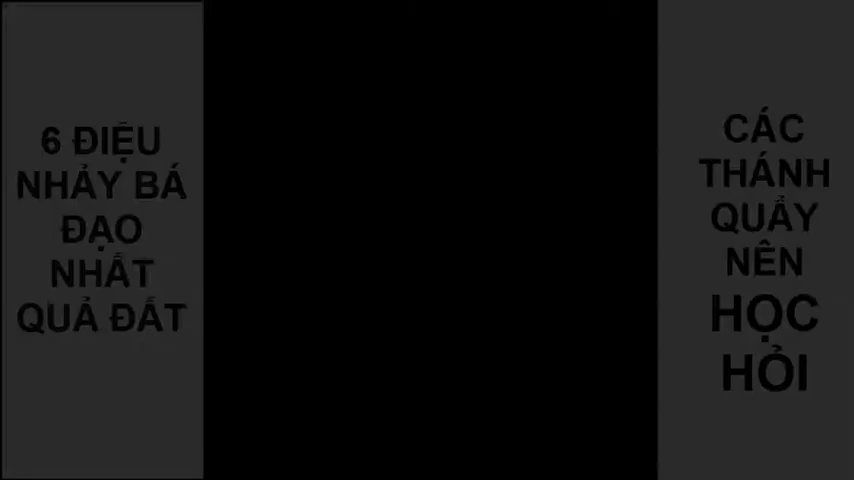 6 ĐIỆU
NHẢY BÁ
ĐẠO
NHẤT
QUẢ ĐẤT
CÁC
THÁNH
QUẨY
NÊN
HỌC
HỎI